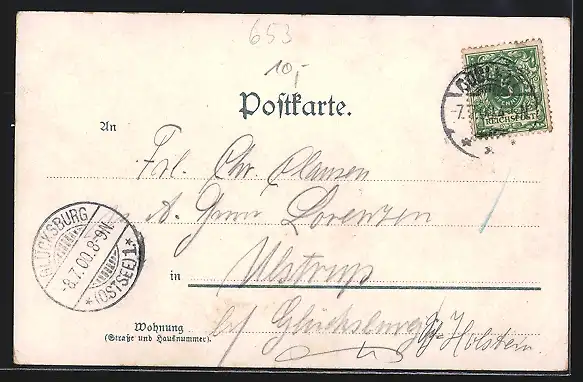 653
10,-
Postkarte.
REICHSPOST
An
Frl. Chr. Clausen
Lorenzen
GLÜCKSBURG
-8.7.00.8-9N.
*(OSTSEE)1*
in Ulstrup
Wohnung
(Straße und Hausnummer).
bei Glücksburg
Holstein